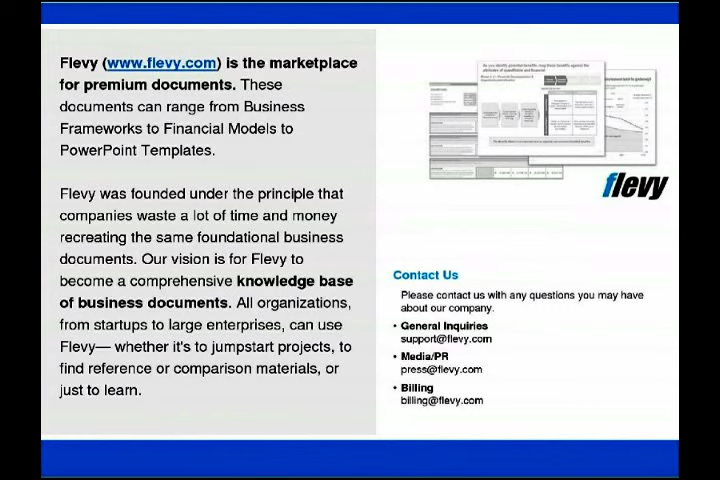 Flevy (www.flevy.com) is the marketplace
for premium documents. These
documents can range from Business
Frameworks to Financial Models to
PowerPoint Templates.
Flevy was founded under the principle that
companies waste a lot of time and money
recreating the same foundational business
documents. Our vision is for Flevy to
become a comprehensive knowledge base
of business documents. All organizations,
from startups to large enterprises, can use
Flevy— whether it's to jumpstart projects, to
find reference or comparison materials, or
just to learn.
flevy
Contact Us
Please contact us with any questions you may have
about our company.
• General Inquiries
support@flevy.com
• Media/PR
press@flevy.com
• Billing
billing@flevy.com